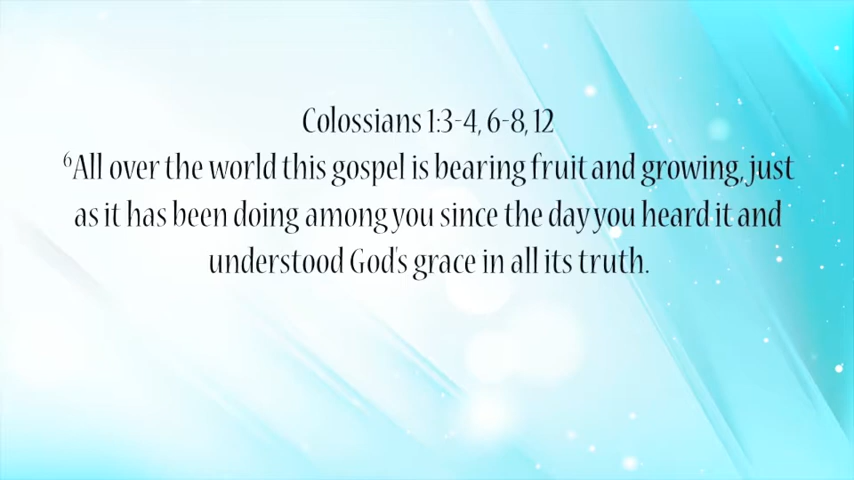 Colossians 1:3-4, 6-8, 12
⁶All over the world this gospel is bearing fruit and growing, just
as it has been doing among you since the day you heard it and
understood God's grace in all its truth.